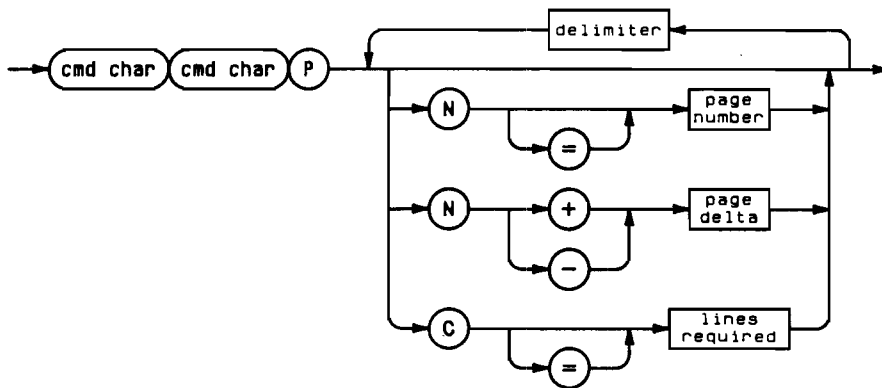 delimiter
cmd char cmd char P
N page number
=
N + page delta
-
C lines required
=